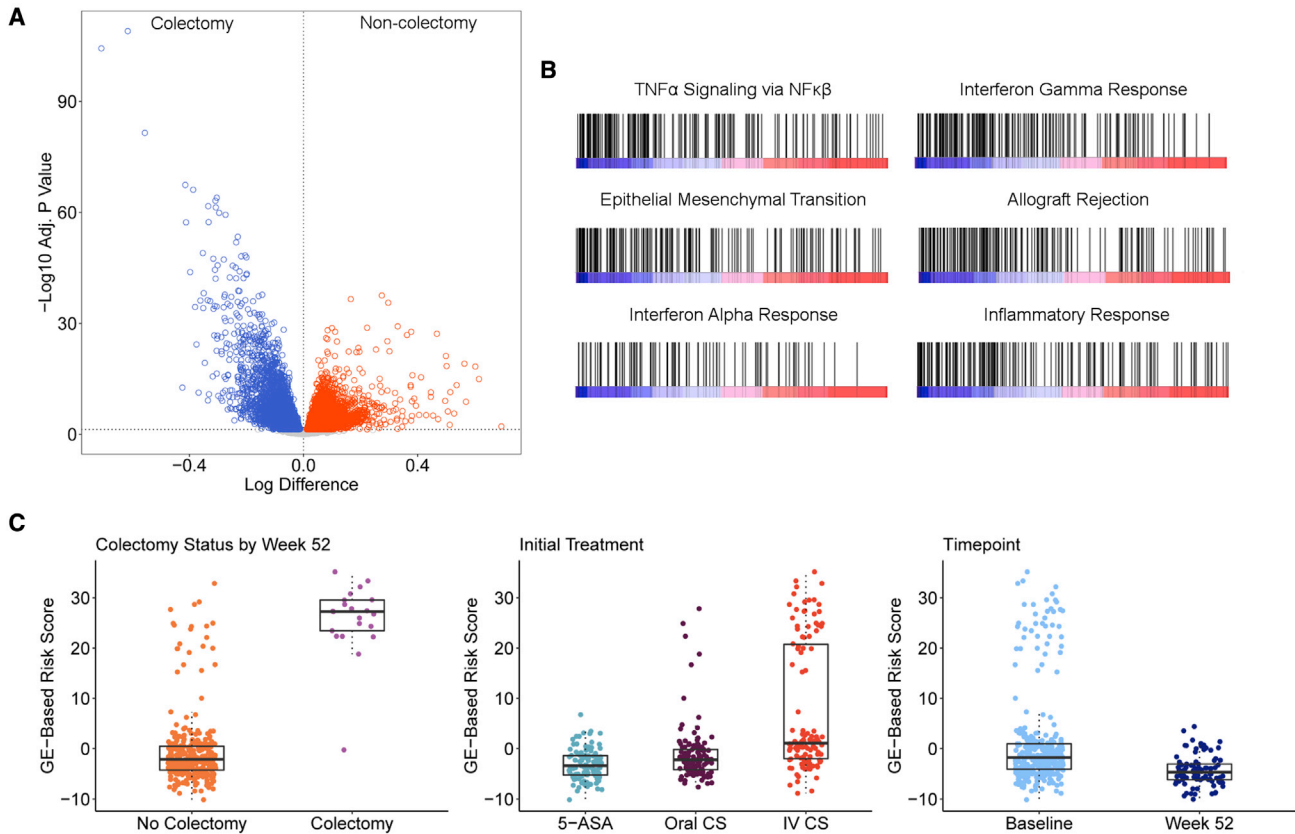 A
Colectomy Non-colectomy
−Log10 Adj. P Value
90
60
30
0
−0.4 0.0 0.4
Log Difference
B
TNFα Signaling via NFκβ Interferon Gamma Response
Epithelial Mesenchymal Transition Allograft Rejection
Interferon Alpha Response Inflammatory Response
C
Colectomy Status by Week 52
GE−Based Risk Score
30
20
10
0
−10
No Colectomy Colectomy
Initial Treatment
GE−Based Risk Score
30
20
10
0
−10
5−ASA Oral CS IV CS
Timepoint
GE−Based Risk Score
30
20
10
0
−10
Baseline Week 52